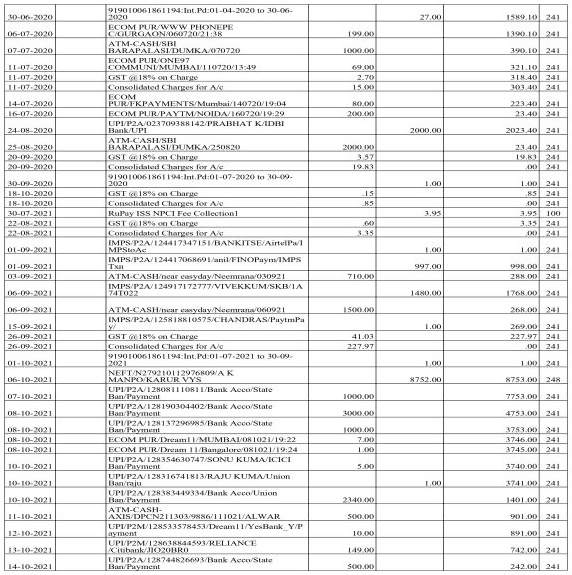 919010061861194:Int.Pd:01-04-2020 to 30-06-
30-06-2020 2020 27.00 1589.10 241
ECOM PUR/WWW PHONEPE
06-07-2020 C/GURGAON/060720/21:38 199.00 1390.10 241
ATM-CASH/SBI
BARAPALASI/DUMKA/070720 1000.00 390.10 241
ECOM PUR/ONE97
11-07-2020 COMMUNI/MUMBAI/110720/13:49 69.00 321.10 241
11-07-2020 GST @18% on Charge 2.70 318.40 241
11-07-2020 Consolidated Charges for A/c 15.00 303.40 241
ECOM
14-07-2020 PUR/FKPAYMENTS/Mumbai/140720/19:04 80.00 223.40 241
16-07-2020 ECOM PUR/PAYTM/NOIDA/160720/19:29 200.00 23.40 241
UPI/P2A/023709388142/PRABHAT K/IDBI
24-08-2020 Bank/UPI 2000.00 2023.40 241
ATM-CASH/SBI
25-08-2020 BARAPALASI/DUMKA/250820 2000.00 23.40 241
20-09-2020 GST @18% on Charge 3.57 19.83 241
20-09-2020 Consolidated Charges for A/c 19.83 .00 241
919010061861194:Int.Pd:01-07-2020 to 30-09-
30-09-2020 2020 1.00 1.00 241
18-10-2020 GST @18% on Charge .15 .85 241
18-10-2020 Consolidated Charges for A/c .85 .00 241
30-07-2021 RuPay ISS NPCI Fee Collection1 3.95 3.95 100
22-08-2021 GST @18% on Charge .60 3.35 241
22-08-2021 Consolidated Charges for A/c 3.35 .00 241
IMPS/P2A/124417347151/BANKITSE/AirtelPa/I
01-09-2021 MPStoAc 1.00 1.00 241
IMPS/P2A/124417068691/anil/FINOPaym/IMPS
01-09-2021 Txn 997.00 998.00 241
03-09-2021 ATM-CASH/near easyday/Neemrana/030921 710.00 288.00 241
IMPS/P2A/124917172777/VIVEKKUM/SKB/1A
06-09-2021 74T022 1480.00 1768.00 241
06-09-2021 ATM-CASH/near easyday/Neemrana/060921 1500.00 268.00 241
IMPS/P2A/125818810575/CHANDRAS/PaytmPa
15-09-2021 y/ 1.00 269.00 241
26-09-2021 GST @18% on Charge 41.03 227.97 241
26-09-2021 Consolidated Charges for A/c 227.97 .00 241
919010061861194:Int.Pd:01-07-2021 to 30-09-
01-10-2021 2021 1.00 1.00 241
NEFT/N279210112976809/A K
06-10-2021 MANPO/KARUR VYS 8752.00 8753.00 248
UPI/P2A/128081110811/Bank Acco/State
07-10-2021 Ban/Payment 1000.00 7753.00 241
UPI/P2A/128190304402/Bank Acco/State
08-10-2021 Ban/Payment 3000.00 4753.00 241
UPI/P2A/128137296985/Bank Acco/State
08-10-2021 Ban/Payment 1000.00 3753.00 241
08-10-2021 ECOM PUR/Dream11/MUMBAI/081021/19:22 7.00 3746.00 241
08-10-2021 ECOM PUR/Dream 11/Bangalore/081021/19:24 1.00 3745.00 241
UPI/P2A/128354630747/SONU KUMA/ICICI
10-10-2021 Ban/Payment 5.00 3740.00 241
UPI/P2A/128316741813/RAJU KUMA/Union
10-10-2021 Ban/raju 1.00 3741.00 241
UPI/P2A/128383449334/Bank Acco/Union
10-10-2021 Ban/Payment 2340.00 1401.00 241
ATM-CASH-
11-10-2021 AXIS/DPCN211303/9886/111021/ALWAR 500.00 901.00 241
UPI/P2M/128533578453/Dream11/YesBank_Y/P
12-10-2021 ayment 10.00 891.00 241
UPI/P2M/128638844593/RELIANCE
13-10-2021 /Citibank/JIO20BR0 149.00 742.00 241
UPI/P2A/128744826693/Bank Acco/State
14-10-2021 Ban/Payment 500.00 242.00 241